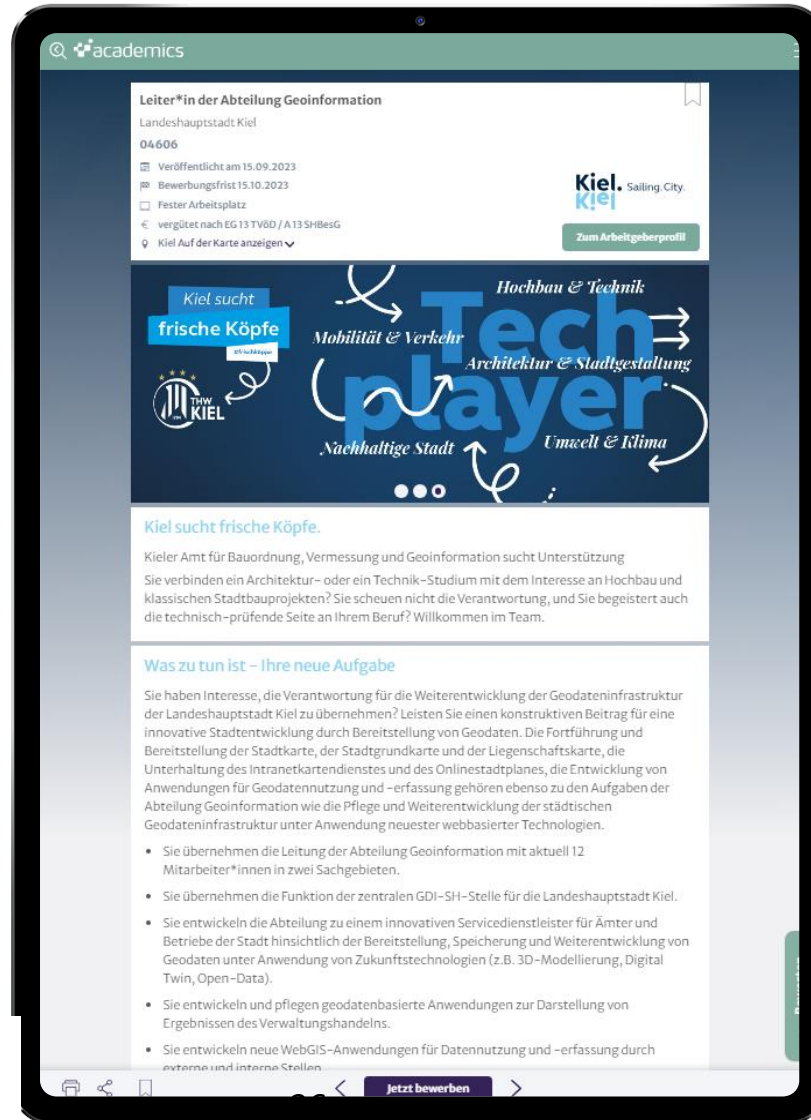 academics
Leiter*in der Abteilung Geoinformation
Landeshauptstadt Kiel
04606
Veröffentlicht am 15.09.2023
Bewerbungsfrist 15.10.2023
Fester Arbeitsplatz
vergütet nach EG 13 TVöD / A 13 SHBesG
Kiel Auf der Karte anzeigen
Kiel. Sailing. City.
Kiel
Zum Arbeitgeberprofil
Kiel sucht
frische Köpfe
THW
KIEL
Tech
player
Hochbau & Technik
Mobilität & Verkehr
Architektur & Stadtgestaltung
Nachhaltige Stadt
Umwelt & Klima
Kiel sucht frische Köpfe.
Kieler Amt für Bauordnung, Vermessung und Geoinformation sucht Unterstützung
Sie verbinden ein Architektur- oder ein Technik-Studium mit dem Interesse an Hochbau und
klassischen Stadtbauprojekten? Sie scheuen nicht die Verantwortung, und Sie begeistert auch
die technisch-prüfende Seite an Ihrem Beruf? Willkommen im Team.
Was zu tun ist - Ihre neue Aufgabe
Sie haben Interesse, die Verantwortung für die Weiterentwicklung der Geodateninfrastruktur
der Landeshauptstadt Kiel zu übernehmen? Leisten Sie einen konstruktiven Beitrag für eine
innovative Stadtentwicklung durch Bereitstellung von Geodaten. Die Fortführung und
Bereitstellung der Stadtkarte, der Stadtgrundkarte und der Liegenschaftskarte, die
Unterhaltung des Intranetkartendienstes und des Onlinestadtplanes, die Entwicklung von
Anwendungen für Geodatennutzung und -erfassung gehören ebenso zu den Aufgaben der
Abteilung Geoinformation wie die Pflege und Weiterentwicklung der städtischen
Geodateninfrastruktur unter Anwendung neuester webbasierter Technologien.
• Sie übernehmen die Leitung der Abteilung Geoinformation mit aktuell 12
Mitarbeiter*innen in zwei Sachgebieten.
• Sie übernehmen die Funktion der zentralen GDI-SH-Stelle für die Landeshauptstadt Kiel.
• Sie entwickeln die Abteilung zu einem innovativen Servicedienstleister für Ämter und
Betriebe der Stadt hinsichtlich der Bereitstellung, Speicherung und Weiterentwicklung von
Geodaten unter Anwendung von Zukunftstechnologien (z.B. 3D-Modellierung, Digital
Twin, Open-Data).
• Sie entwickeln und pflegen geodatenbasierte Anwendungen zur Darstellung von
Ergebnissen des Verwaltungshandelns.
• Sie entwickeln neue WebGIS-Anwendungen für Datennutzung und -erfassung durch
externe und interne Stellen
Jetzt bewerben